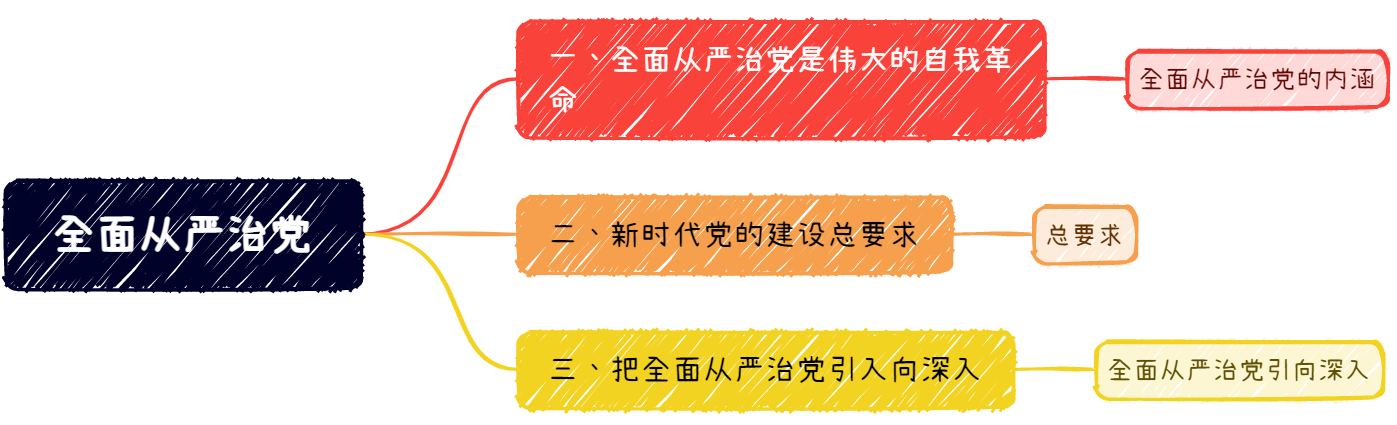 一、全面从严治党是伟大的自我革
命
全面从严治党的内涵
全面从严治党
二、新时代党的建设总要求
总要求
三、把全面从严治党引入向深入
全面从严治党引向深入